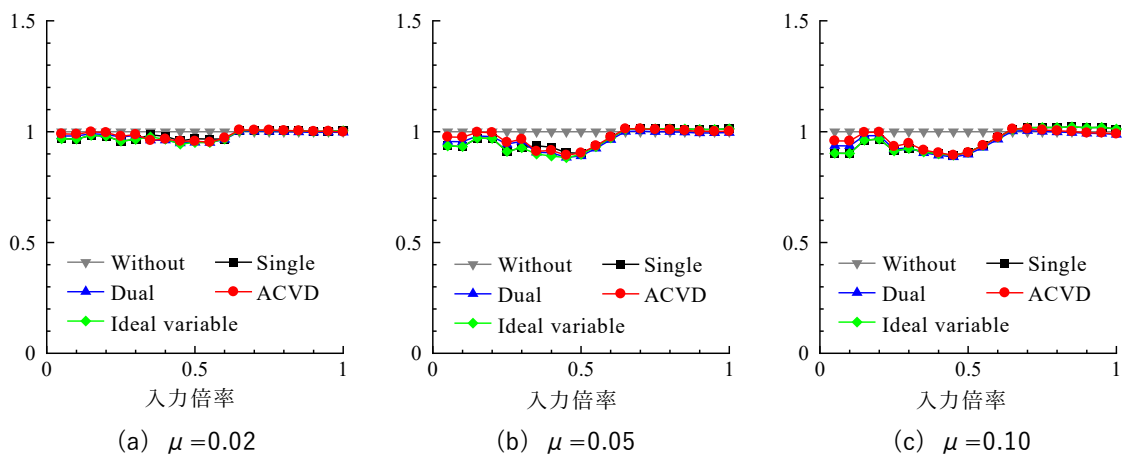 1.5
1
0.5
0
0
0.5
1
Without
Single
Dual
ACVD
Ideal variable
入力倍率
(a) μ=0.02
1.5
1
0.5
0
0
0.5
1
Without
Single
Dual
ACVD
Ideal variable
入力倍率
(b) μ=0.05
1.5
1
0.5
0
0
0.5
1
Without
Single
Dual
ACVD
Ideal variable
入力倍率
(c) μ=0.10